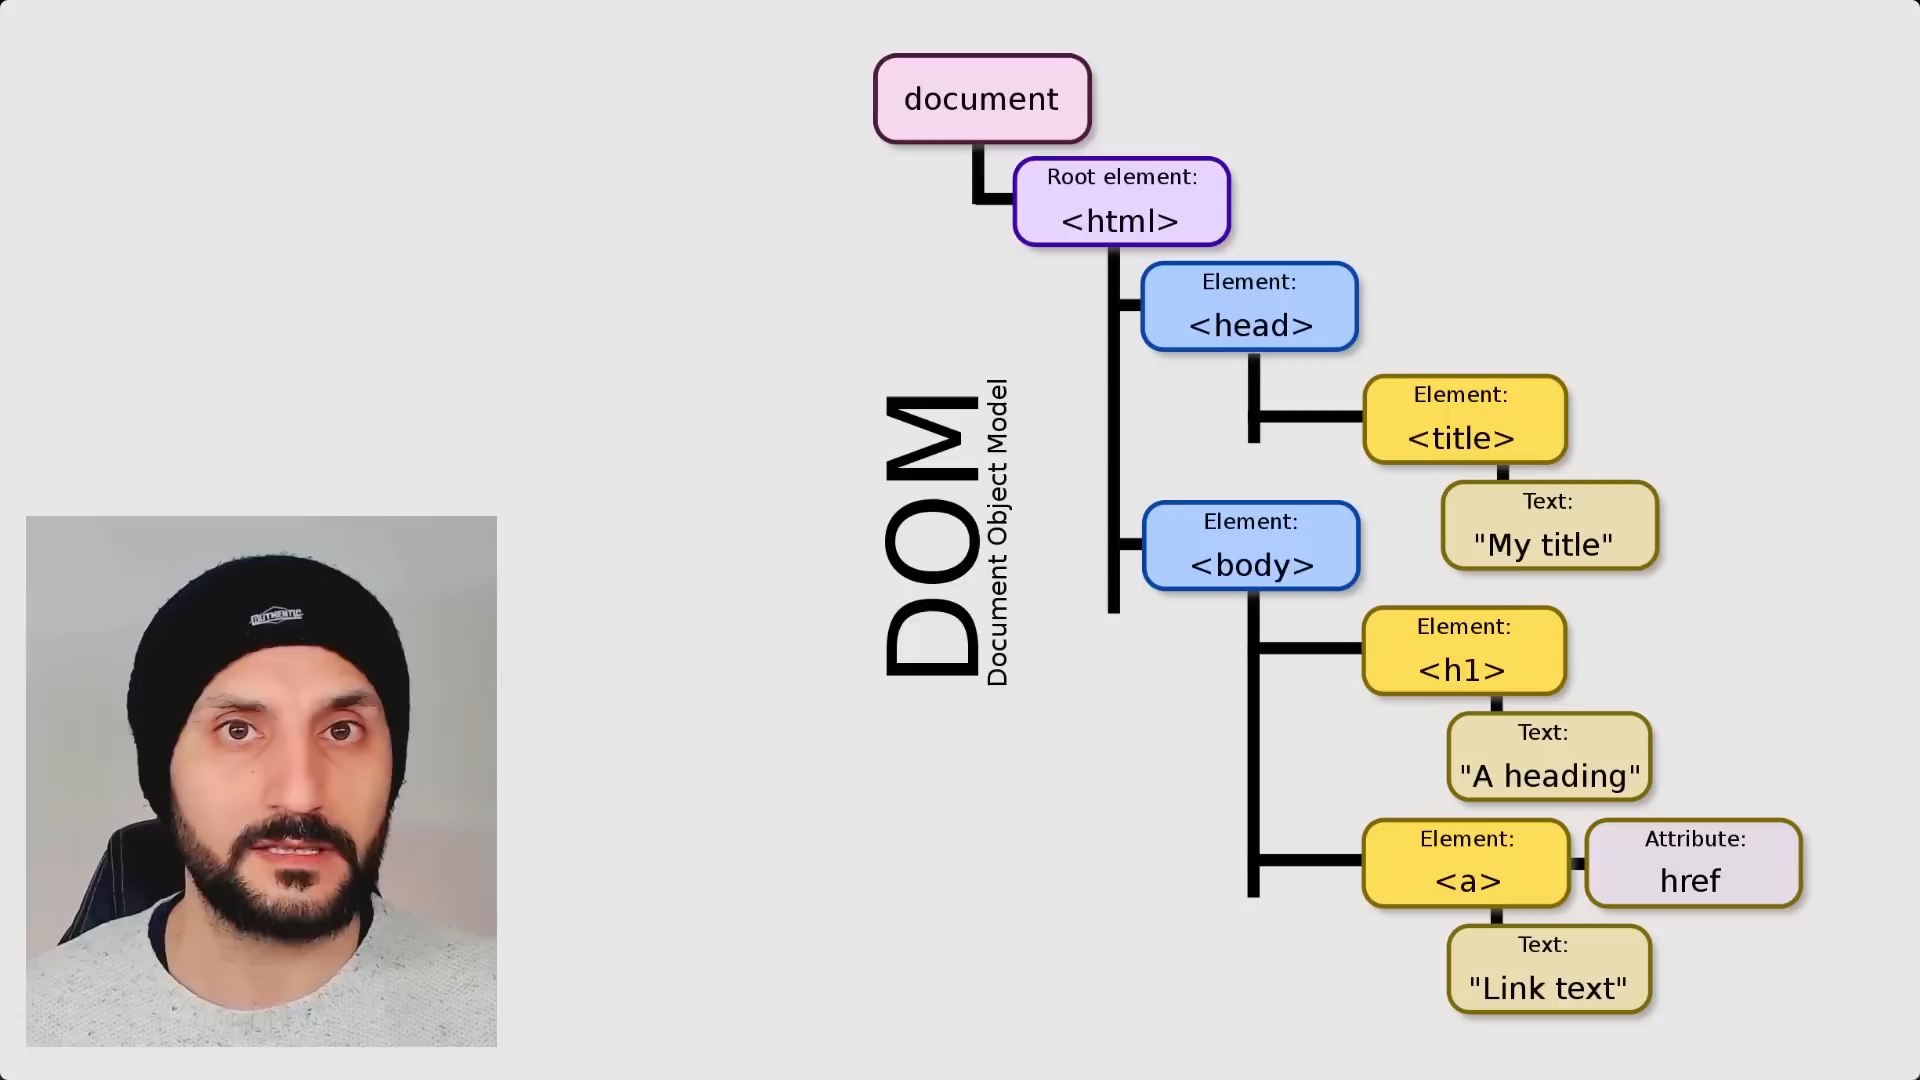 document
Root element:
<html>
Element:
<head>
Element:
<title>
Text:
"My title"
Element:
<body>
Element:
<h1>
Text:
"A heading"
Element:
<a>
Attribute:
href
Text:
"Link text"
DOM
Document Object Model
AUTHENTIC